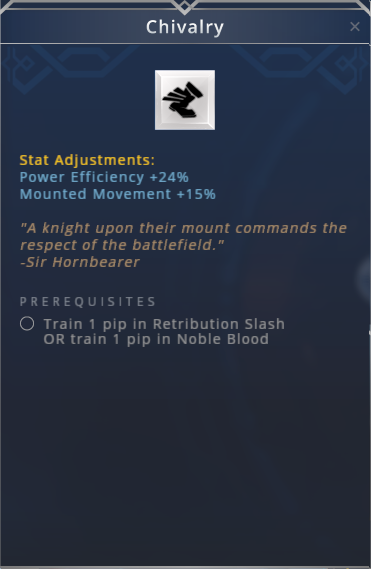 Chivalry
Stat Adjustments:
Power Efficiency +24%
Mounted Movement +15%
"A knight upon their mount commands the
respect of the battlefield."
-Sir Hornbearer
PREREQUISITES
Train 1 pip in Retribution Slash
OR train 1 pip in Noble Blood